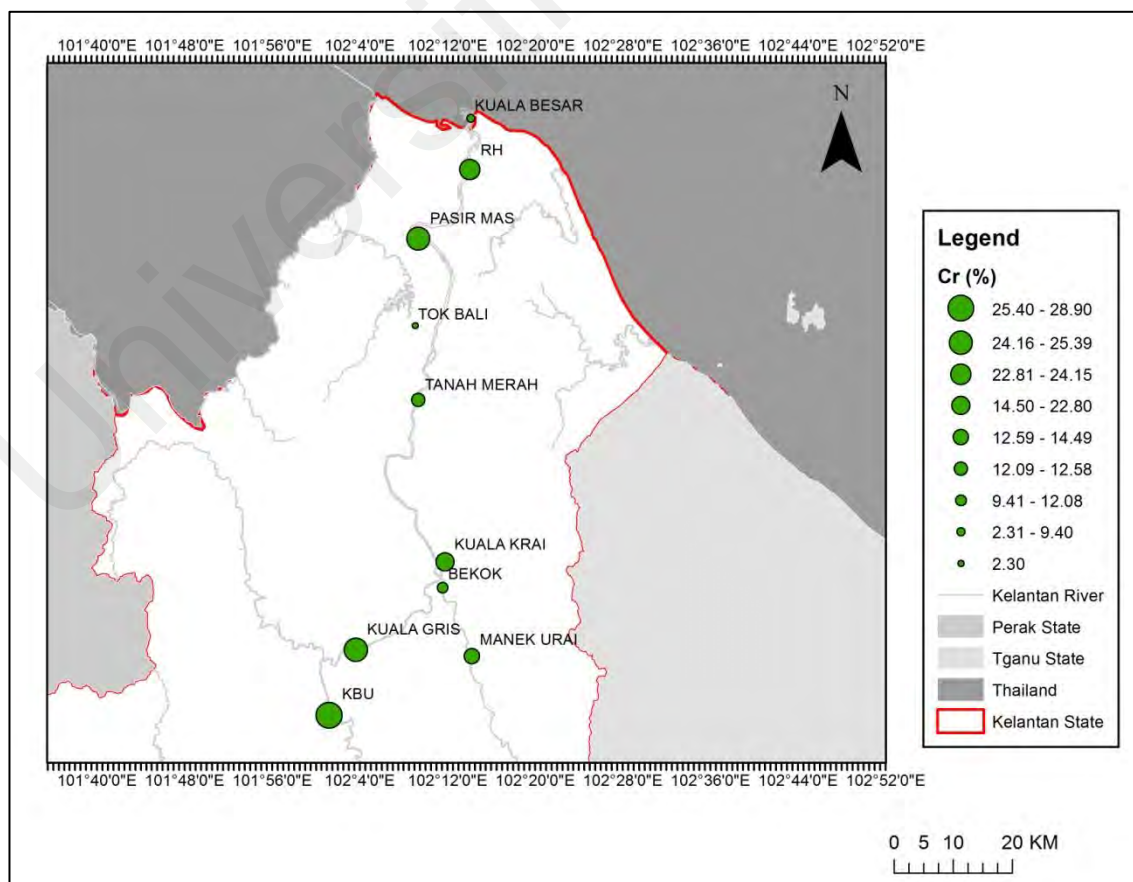 Universit
101°40'0"E 101°48'0"E 101°56'0"E 102°4'0"E 102°12'0"E 102°20'0"E 102°28'0"E 102°36'0"E 102°44'0"E 102°52'0"E
KUALA BESAR
N
RH
PASIR MAS
TOK BALI
TANAH MERAH
KUALA KRAI
BEKOK
KUALA GRIS
MANEK URAI
KBU
101°40'0"E 101°48'0"E 101°56'0"E 102°4'0"E 102°12'0"E 102°20'0"E 102°28'0"E 102°36'0"E 102°44'0"E 102°52'0"E
Legend
Cr (%)
25.40 - 28.90
24.16 - 25.39
22.81 - 24.15
14.50 - 22.80
12.59 - 14.49
12.09 - 12.58
9.41 - 12.08
2.31 - 9.40
2.30
Kelantan River
Perak State
Tganu State
Thailand
Kelantan State
0 5 10 20 KM